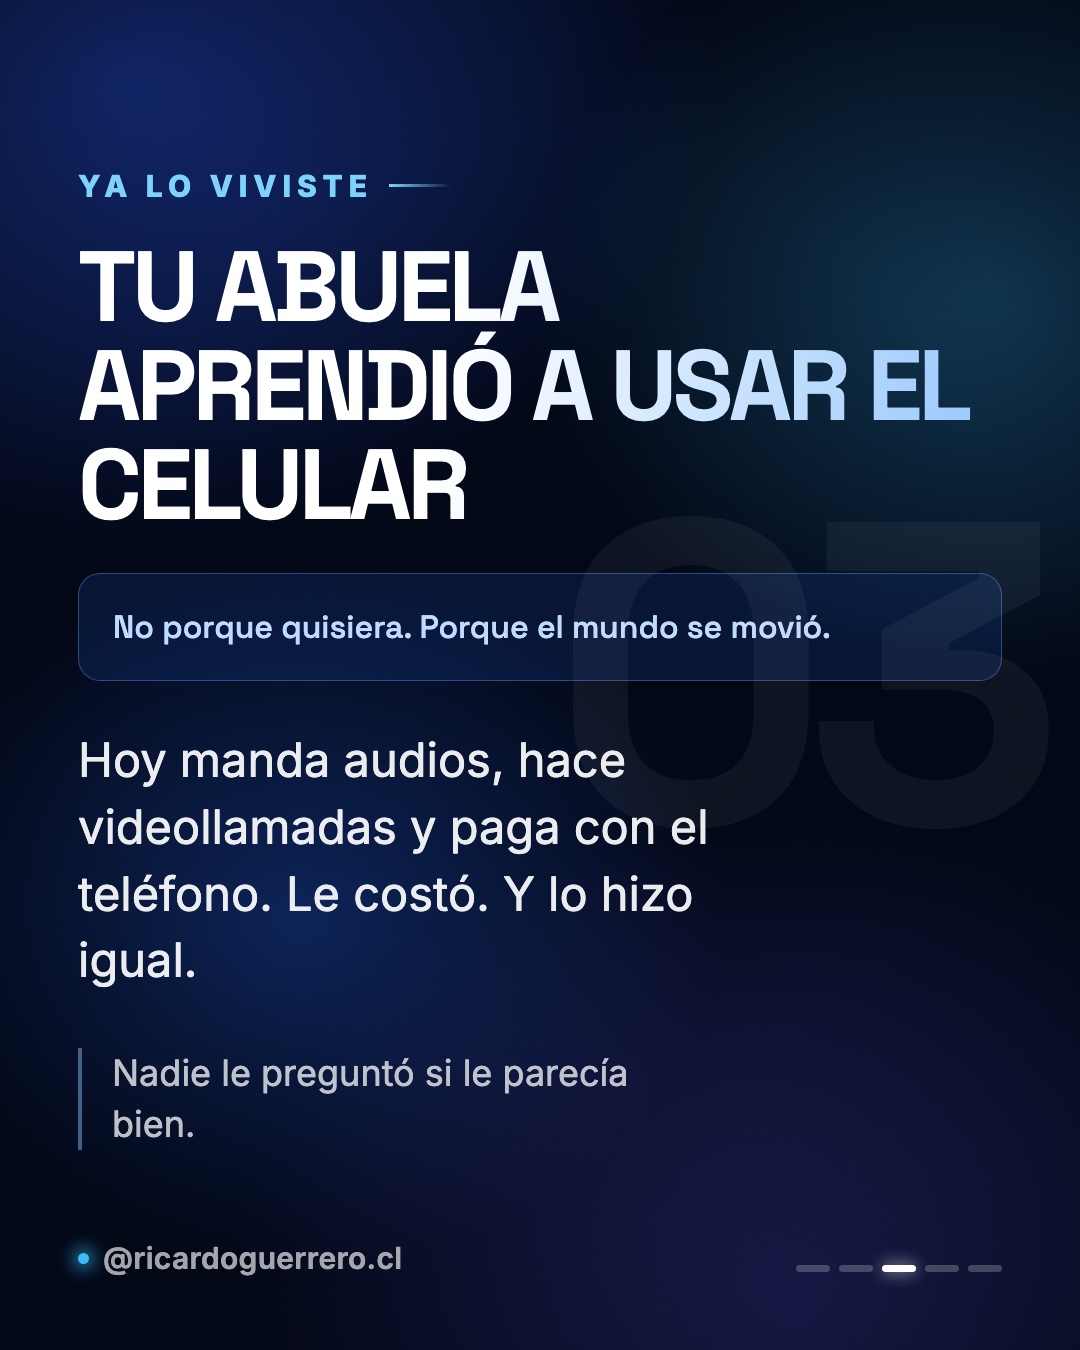 YA LO VIVISTE
TU ABUELA
APRENDIÓ A USAR EL
CELULAR
03
No porque quisiera. Porque el mundo se movió.
Hoy manda audios, hace
videollamadas y paga con el
teléfono. Le costó. Y lo hizo
igual.
Nadie le preguntó si le parecía
bien.
@ricardoguerrero.cl